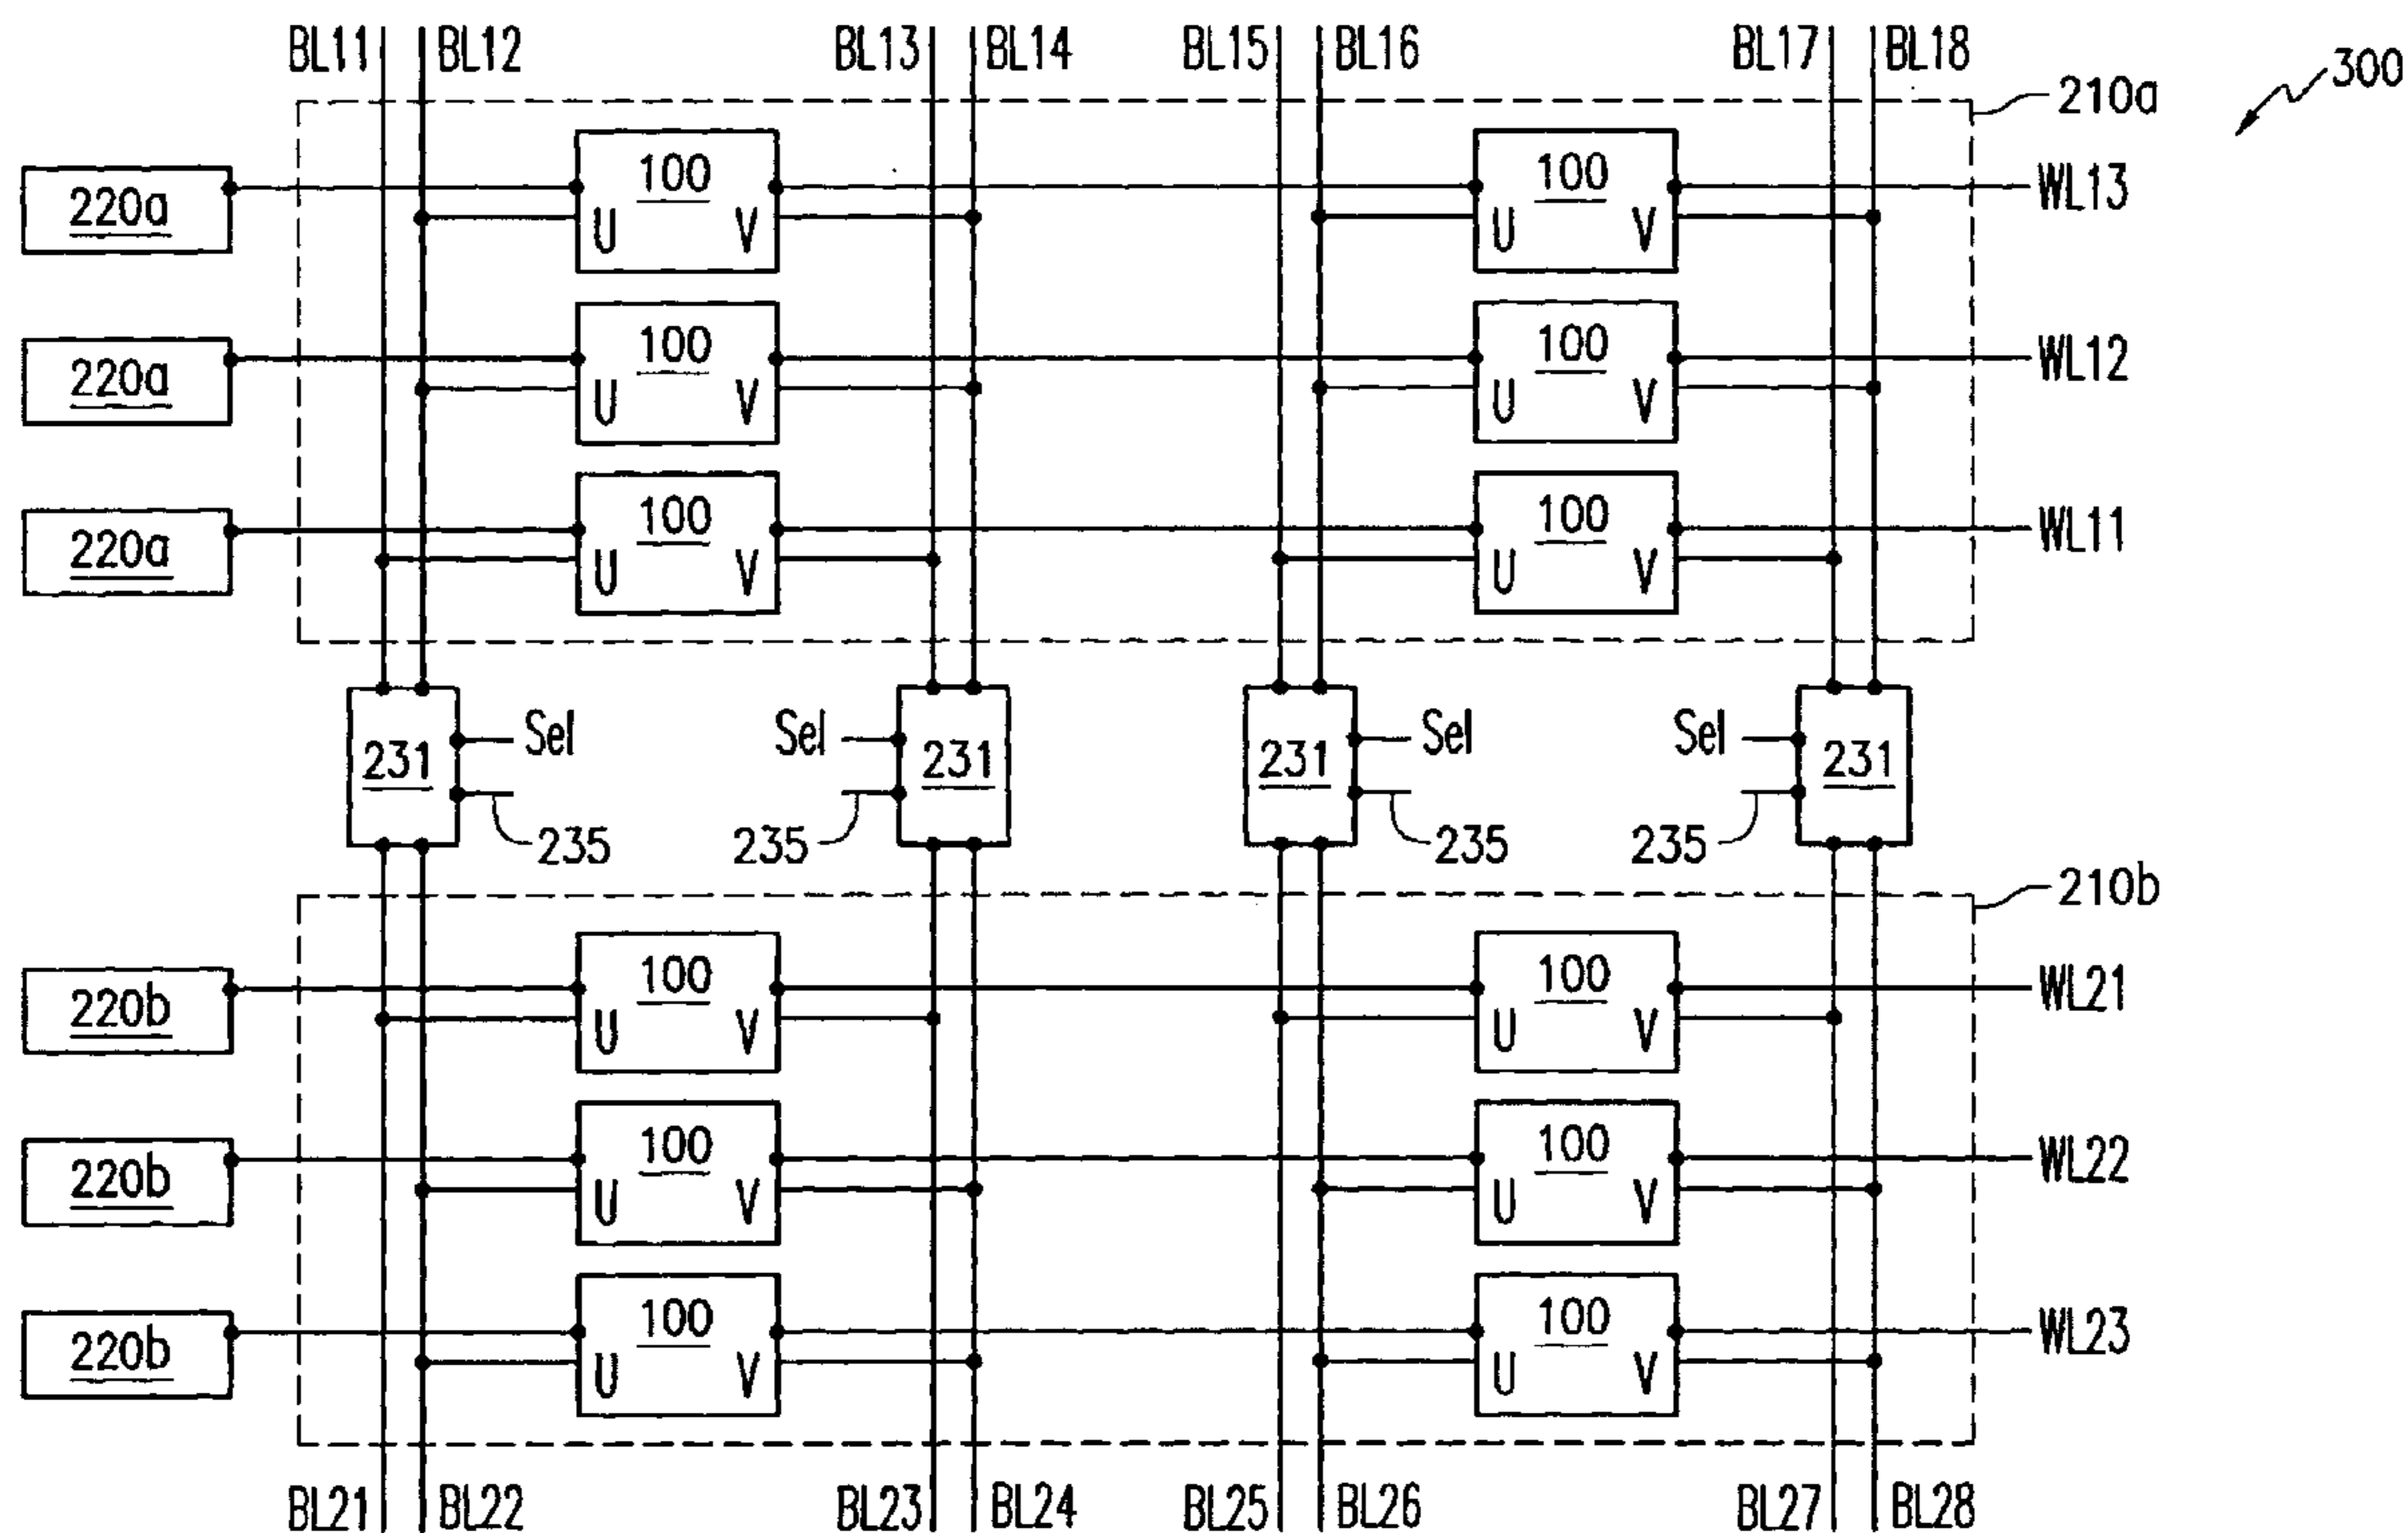 BL11 BL12 BL13 BL14 BL15 BL16 BL17 BL18
300
210a
220a 100 100 WL13
U V U V
220a 100 100 WL12
U V U V
220a 100 100 WL11
U V U V
Sel Sel Sel Sel
231 231 231 231
235 235 235 235
210b
220b 100 100 WL21
U V U V
220b 100 100 WL22
U V U V
220b 100 100 WL23
U V U V
BL21 BL22 BL23 BL24 BL25 BL26 BL27 BL28